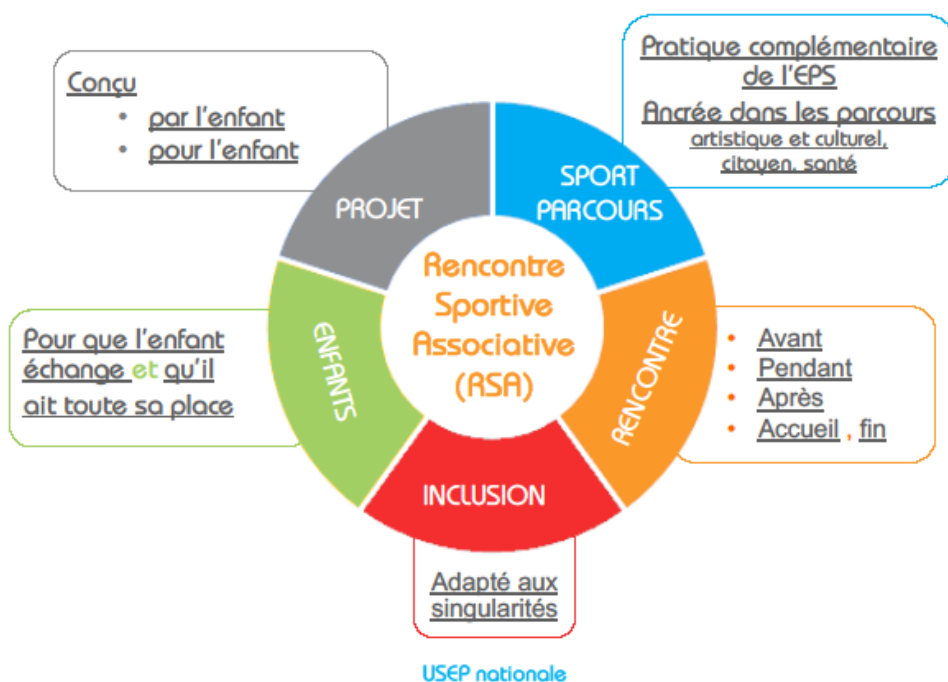 Conçu
• par l'enfant
• pour l'enfant
Pratique complémentaire
de l'EPS
Ancrée dans les parcours
artistique et culturel,
citoyen, santé
PROJET
SPORT
PARCOURS
Rencontre
Sportive
Associative
(RSA)
ENFANTS
RENCONTRE
INCLUSION
Pour que l'enfant
échange et qu'il
ait toute sa place
• Avant
• Pendant
• Après
• Accueil , fin
Adapté aux
singularités
USEP nationale